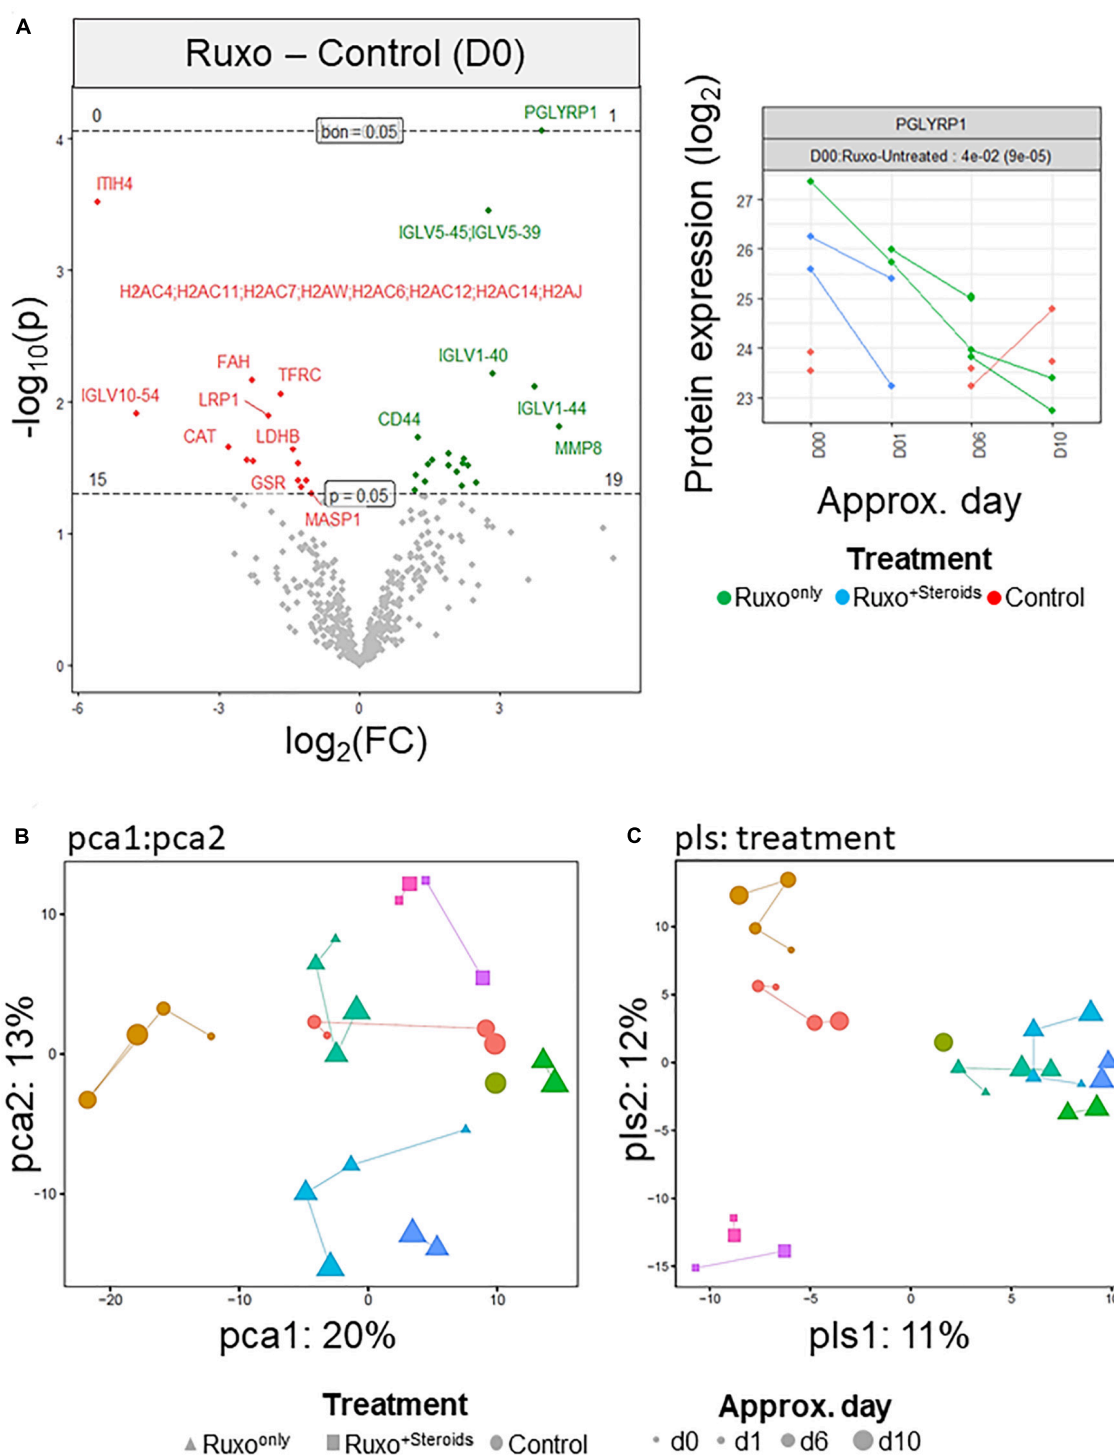 A
Ruxo – Control (D0)
0
PGLYRP1
1
bon = 0.05
ITIH4
IGLV5-45;IGLV5-39
H2AC4;H2AC11;H2AC7;H2AW;H2AC6;H2AC12;H2AC14;H2AJ
FAH
TFRC
IGLV1-40
IGLV10-54
LRP1
IGLV1-44
CD44
CAT
LDHB
MMP8
15
GSR
p = 0.05
19
MASP1
4
3
2
1
0
-log10(p)
-6
-3
0
3
log2(FC)
PGLYRP1
D00:Ruxo-Untreated : 4e-02 (9e-05)
Protein expression (log2)
27
26
25
24
23
D00
D01
D06
D10
Approx. day
Treatment
Ruxoonly
Ruxo+Steroids
Control
B
pca1:pca2
10
0
−10
pca2: 13%
−20
−10
0
10
pca1: 20%
C
pls: treatment
10
5
0
−5
−10
−15
pls2: 12%
−10
−5
0
5
10
pls1: 11%
Treatment
Ruxoonly
Ruxo+Steroids
Control
Approx. day
d0
d1
d6
d10